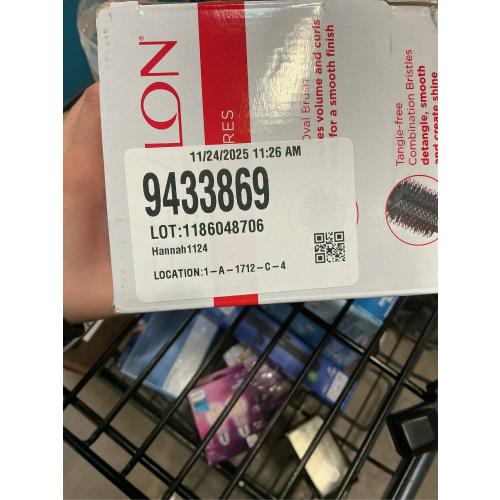 LON®
RES
Oval Brush
es volume and curls
for a smooth finish
Tangle-free
Combination Bristles
detangle, smooth
and create shine
11/24/2025 11:26 AM
9433869
LOT:1186048706
Hannah1124
LOCATION:1-A-1712-C-4